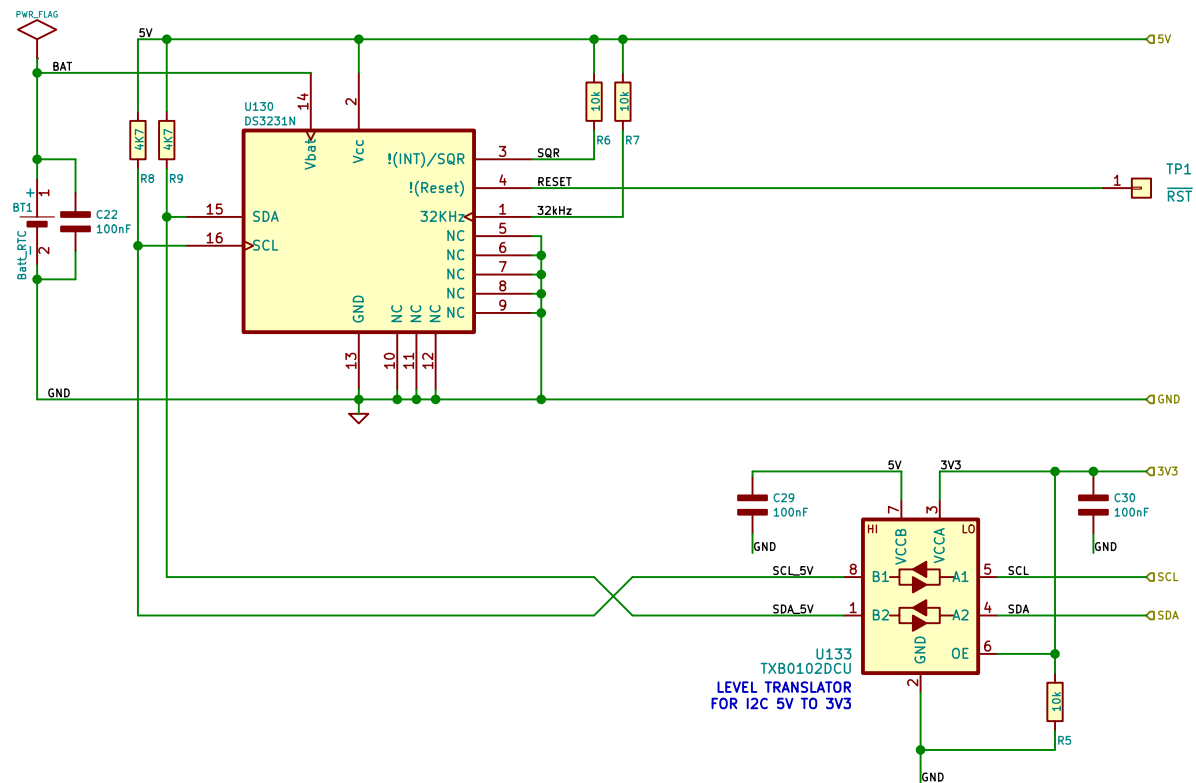 PWR_FLAG
5V
5V
BAT
14
2
U130
DS3231N
10k
10k
4K7
4K7
Vbat
Vcc
R6
R7
!(INT)/SQR
3
SQR
TP1
R8
R9
!(Reset)
4
RESET
1
RST
+
1
BT1
C22
100nF
15
SDA
32KHz
1
32kHz
16
SCL
NC
5
NC
6
NC
7
NC
8
NC
9
2
Batt_RTC
GND
NC
NC
NC
13
10
11
12
GND
GND
5V
3V3
3V3
C29
100nF
7
3
C30
100nF
HI
LO
VCCB
VCCA
GND
GND
SCL_5V
8
B1
A1
5
SCL
SCL
SDA_5V
1
B2
A2
4
SDA
SDA
GND
OE
6
U133
TXB0102DCU
2
LEVEL TRANSLATOR
FOR I2C 5V TO 3V3
10k
R5
GND